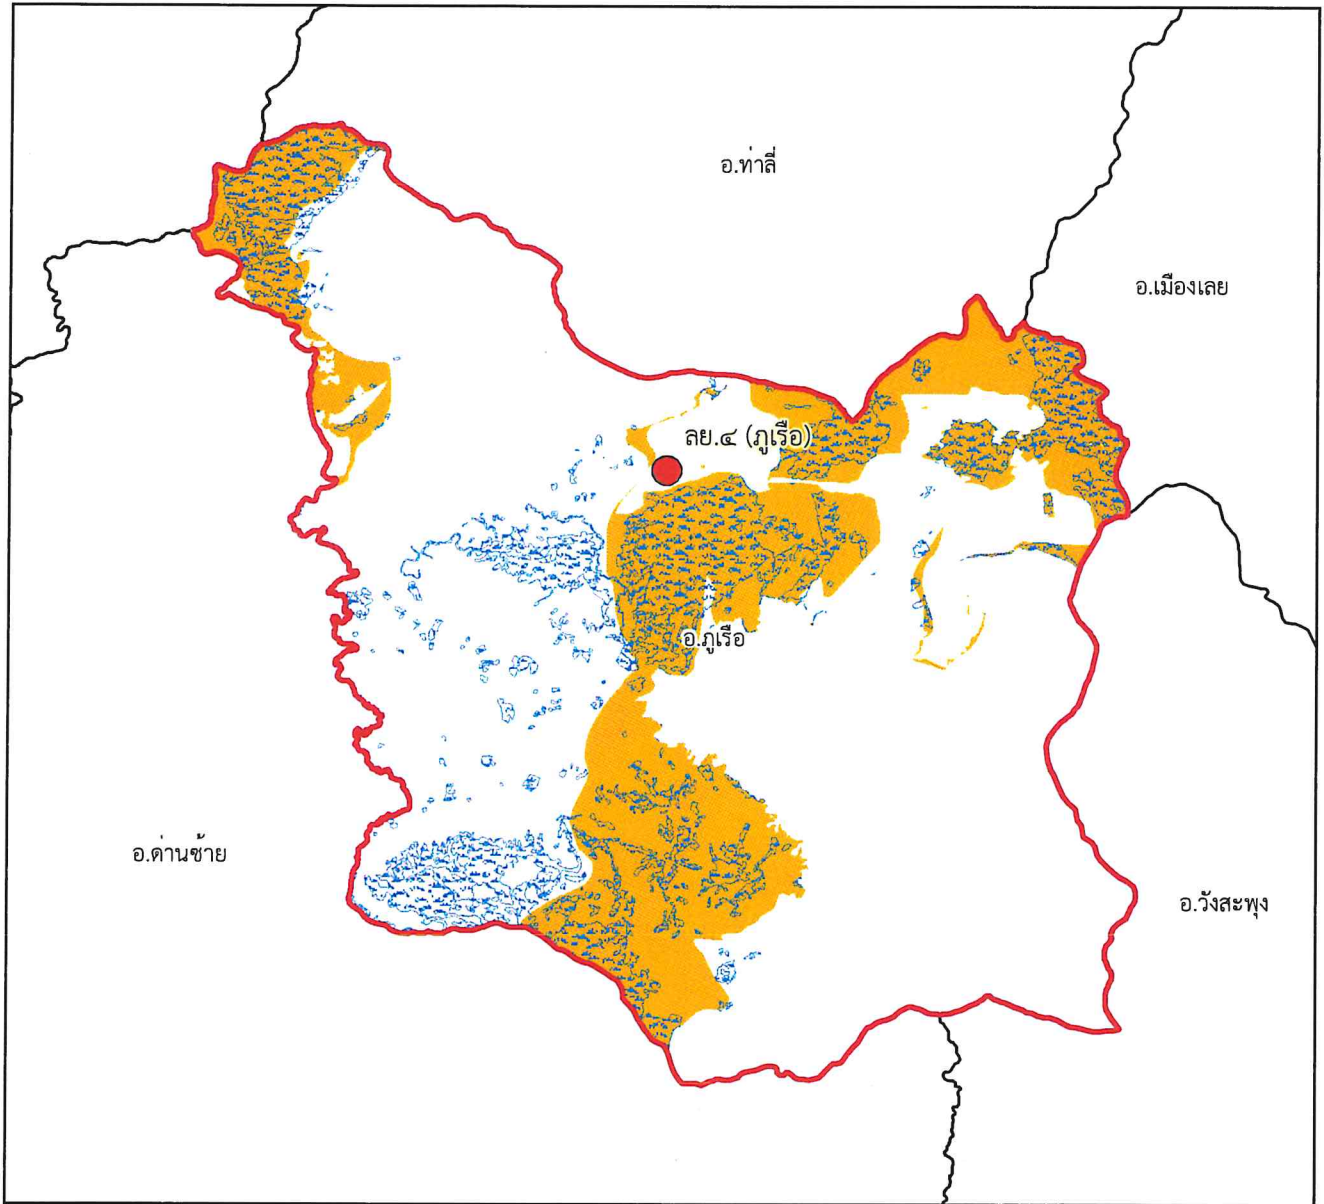 อ.ท่าลี่
อ.เมืองเลย
ลย.๔ (ภูเรือ)
อ.ภูเรือ
อ.ด่านซ้าย
อ.วังสะพุง